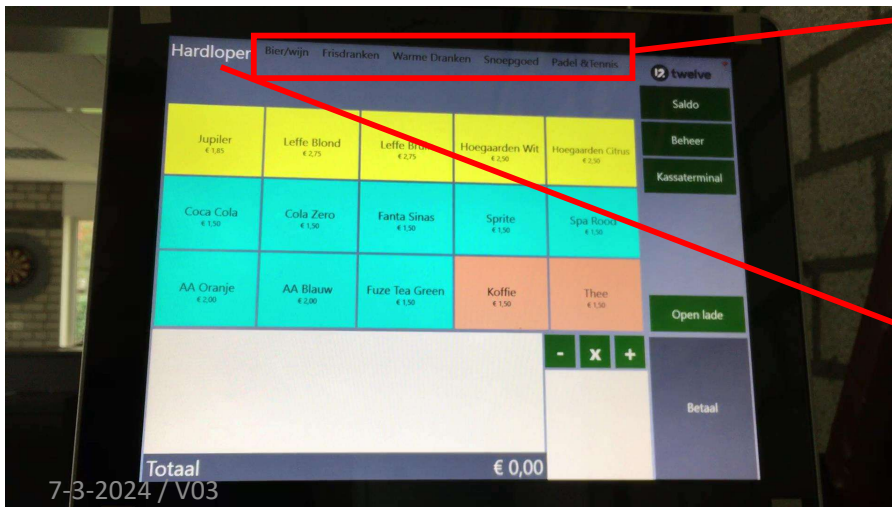 Hardloper Bier/wijn Frisdranken Warme Dranken Snoepgoed Padel & Tennis
12 twelve
Saldo
Beheer
Kassaterminal
Jupiler Leffe Blond Leffe Hoegaarden Wit Hoegaarden Citrus
€ 1,85 € 2,75 € 2,75 € 2,50 € 2,50
Coca Cola Cola Zero Fanta Sinas Sprite Spa Rood
€ 1,50 € 1,50 € 1,50 € 1,50 € 1,50
AA Oranje AA Blauw Fuze Tea Green Koffie Thee
€ 2,00 € 2,00 € 1,50 € 1,50 € 1,50
Open lade
- x +
Betaal
Totaal € 0,00
7-3-2024 / V03